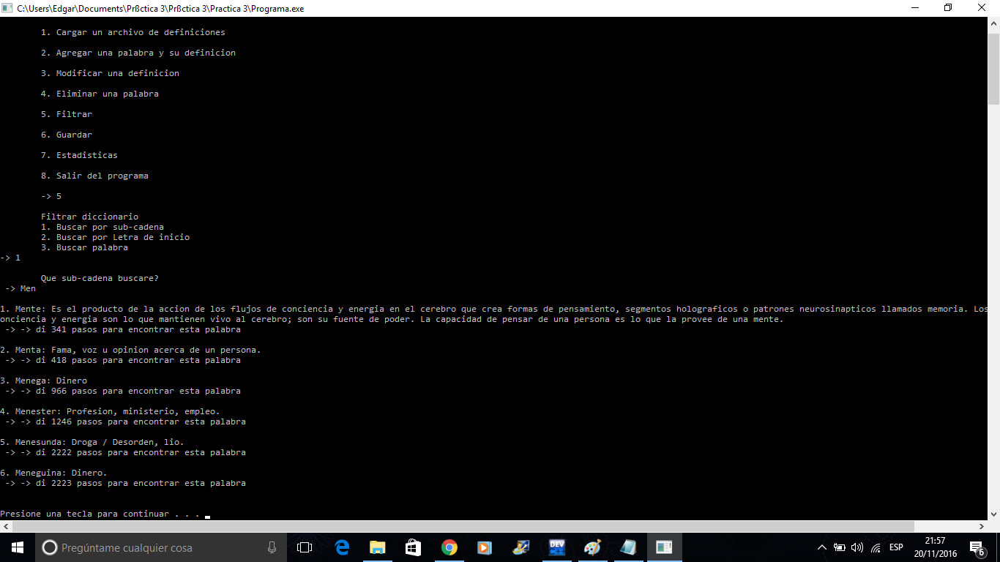 C:\Users\Edgar\Documents\Prßctica 3\Prßctica 3\Practica 3\Programa.exe
1. Cargar un archivo de definiciones
2. Agregar una palabra y su definicion
3. Modificar una definicion
4. Eliminar una palabra
5. Filtrar
6. Guardar
7. Estadisticas
8. Salir del programa
-> 5
Filtrar diccionario
1. Buscar por sub-cadena
2. Buscar por Letra de inicio
3. Buscar palabra
-> 1
Que sub-cadena buscare?
-> Men
1. Mente: Es el producto de la accion de los flujos de conciencia y energia en el cerebro que crea formas de pensamiento, segmentos holograficos o patrones neurosinapticos llamados memoria. Los
onciencia y energia son lo que mantienen vivo al cerebro; son su fuente de poder. La capacidad de pensar de una persona es lo que la provee de una mente.
-> -> di 341 pasos para encontrar esta palabra
2. Menta: Fama, voz u opinion acerca de un persona.
-> -> di 418 pasos para encontrar esta palabra
3. Menega: Dinero
-> -> di 966 pasos para encontrar esta palabra
4. Menester: Profesion, ministerio, empleo.
-> -> di 1246 pasos para encontrar esta palabra
5. Menesunda: Droga / Desorden, lio.
-> -> di 2222 pasos para encontrar esta palabra
6. Meneguina: Dinero.
-> -> di 2223 pasos para encontrar esta palabra
Presione una tecla para continuar . . .
Pregúntame cualquier cosa
DEV
ESP
21:57
20/11/2016
6